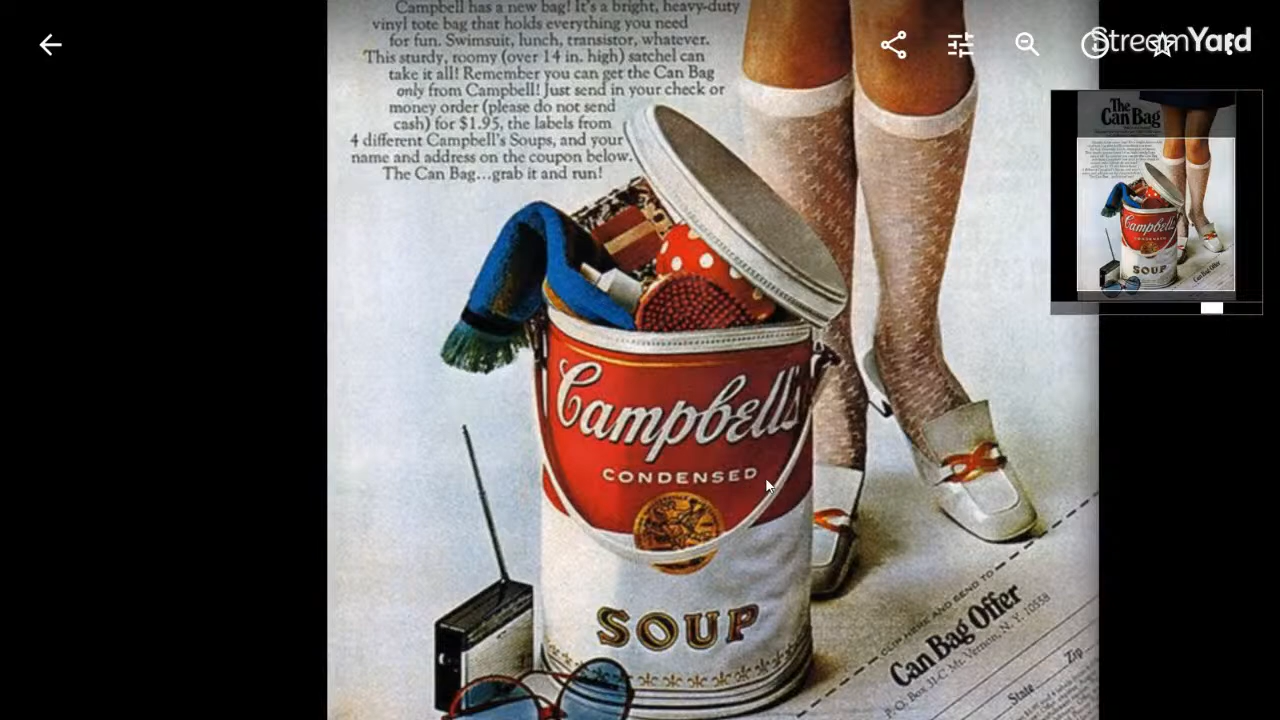 Campbell has a new bag! It's a bright, heavy-duty
vinyl tote bag that holds everything you need
for fun. Swimsuit, lunch, transistor, whatever.
This sturdy, roomy (over 14 in. high) satchel can
take it all! Remember you can get the Can Bag
only from Campbell! Just send in your check or
money order (please do not send
cash) for $1.95, the labels from
4 different Campbell's Soups, and your
name and address on the coupon below.
The Can Bag...grab it and run!
StreamYard
The
Can Bag
Campbell's
CONDENSED
SOUP
CLIP HERE AND SEND TO
Can Bag Offer
P.O. Box 31-C, Mt. Vernon, N. Y. 10558
State
Zip